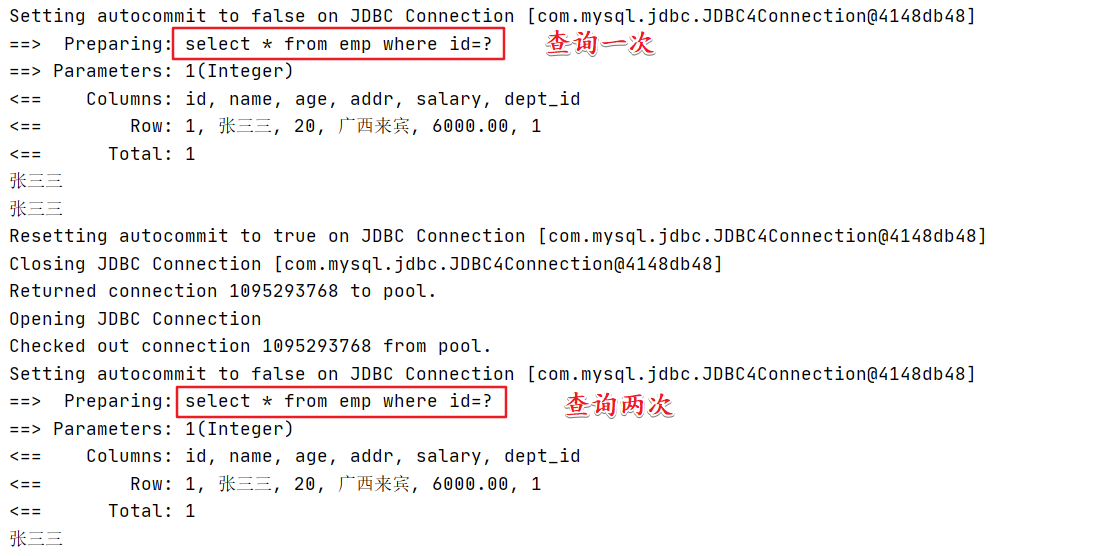 Setting autocommit to false on JDBC Connection [com.mysql.jdbc.JDBC4Connection@4148db48]
==>  Preparing: select * from emp where id=? 查询一次
==> Parameters: 1(Integer)
<==    Columns: id, name, age, addr, salary, dept_id
<==        Row: 1, 张三三, 20, 广西来宾, 6000.00, 1
<==      Total: 1
张三三
张三三
Resetting autocommit to true on JDBC Connection [com.mysql.jdbc.JDBC4Connection@4148db48]
Closing JDBC Connection [com.mysql.jdbc.JDBC4Connection@4148db48]
Returned connection 1095293768 to pool.
Opening JDBC Connection
Checked out connection 1095293768 from pool.
Setting autocommit to false on JDBC Connection [com.mysql.jdbc.JDBC4Connection@4148db48]
==>  Preparing: select * from emp where id=? 查询两次
==> Parameters: 1(Integer)
<==    Columns: id, name, age, addr, salary, dept_id
<==        Row: 1, 张三三, 20, 广西来宾, 6000.00, 1
<==      Total: 1
张三三